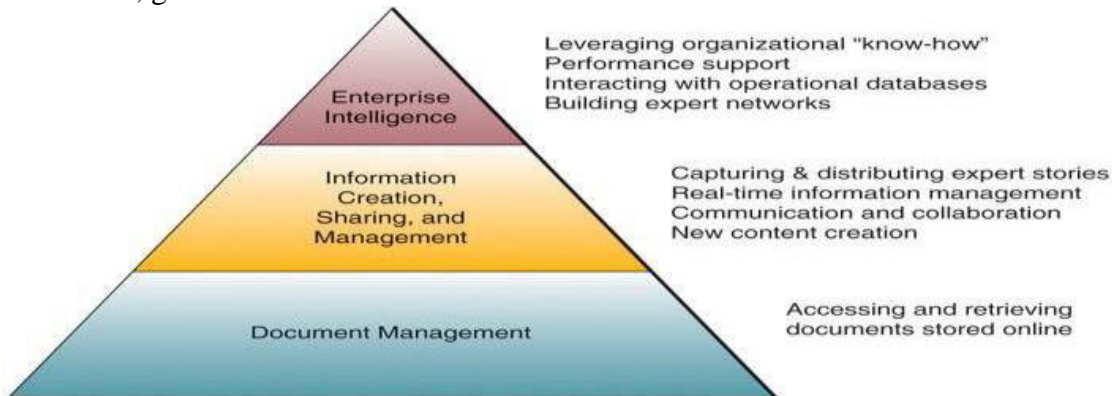 Leveraging organizational “know-how”
Performance support
Interacting with operational databases
Building expert networks
Enterprise
Intelligence
Capturing & distributing expert stories
Real-time information management
Communication and collaboration
New content creation
Information
Creation,
Sharing, and
Management
Accessing and retrieving
documents stored online
Document Management